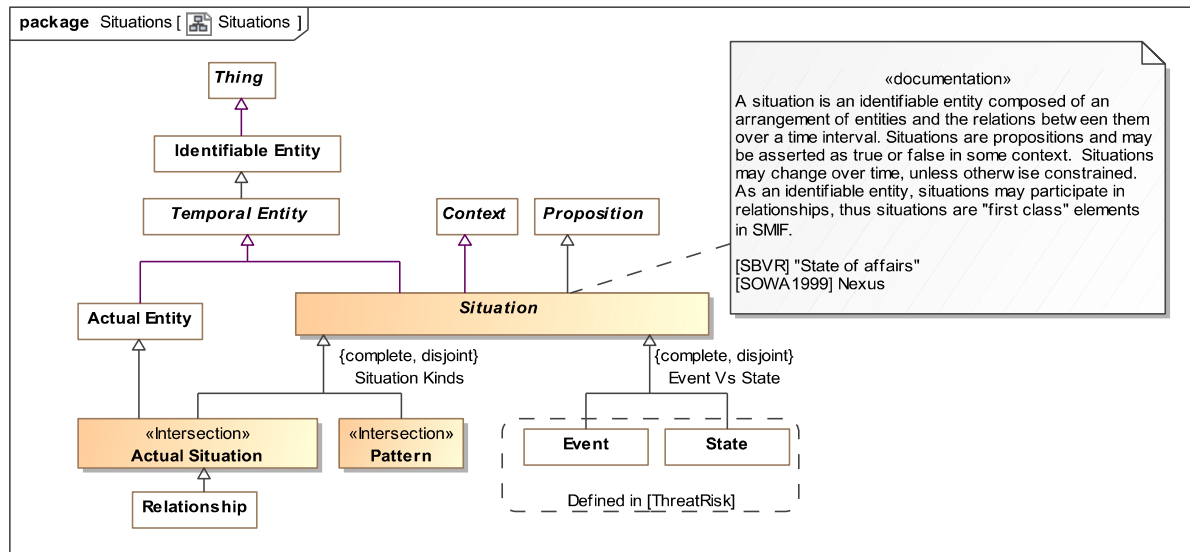 package Situations [ Situations ]
Thing
Identifiable Entity
Temporal Entity
Context
Proposition
«documentation»
A situation is an identifiable entity composed of an
arrangement of entities and the relations between them
over a time interval. Situations are propositions and may
be asserted as true or false in some context.  Situations
may change over time, unless otherwise constrained.
As an identifiable entity, situations may participate in
relationships, thus situations are "first class" elements
in SMIF.
[SBVR] "State of affairs"
[SOWA1999] Nexus
Actual Entity
Situation
{complete, disjoint}
Situation Kinds
{complete, disjoint}
Event Vs State
«Intersection»
Actual Situation
«Intersection»
Pattern
Event
State
Defined in [ThreatRisk]
Relationship